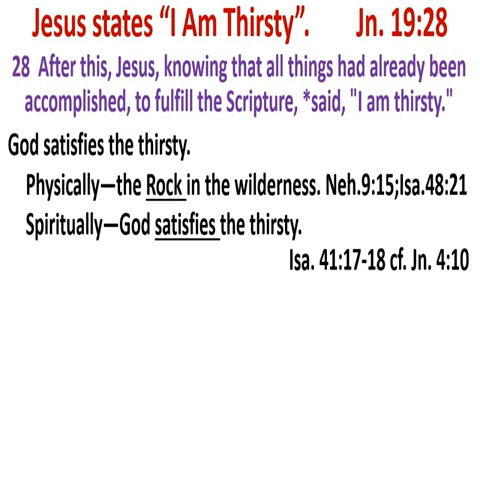 Jesus states “I Am Thirsty”. Jn. 19:28
28 After this, Jesus, knowing that all things had already been
accomplished, to fulfill the Scripture, *said, "I am thirsty."
God satisfies the thirsty.
Physically—the Rock in the wilderness. Neh.9:15;Isa.48:21
Spiritually—God satisfies the thirsty.
Isa. 41:17-18 cf. Jn. 4:10